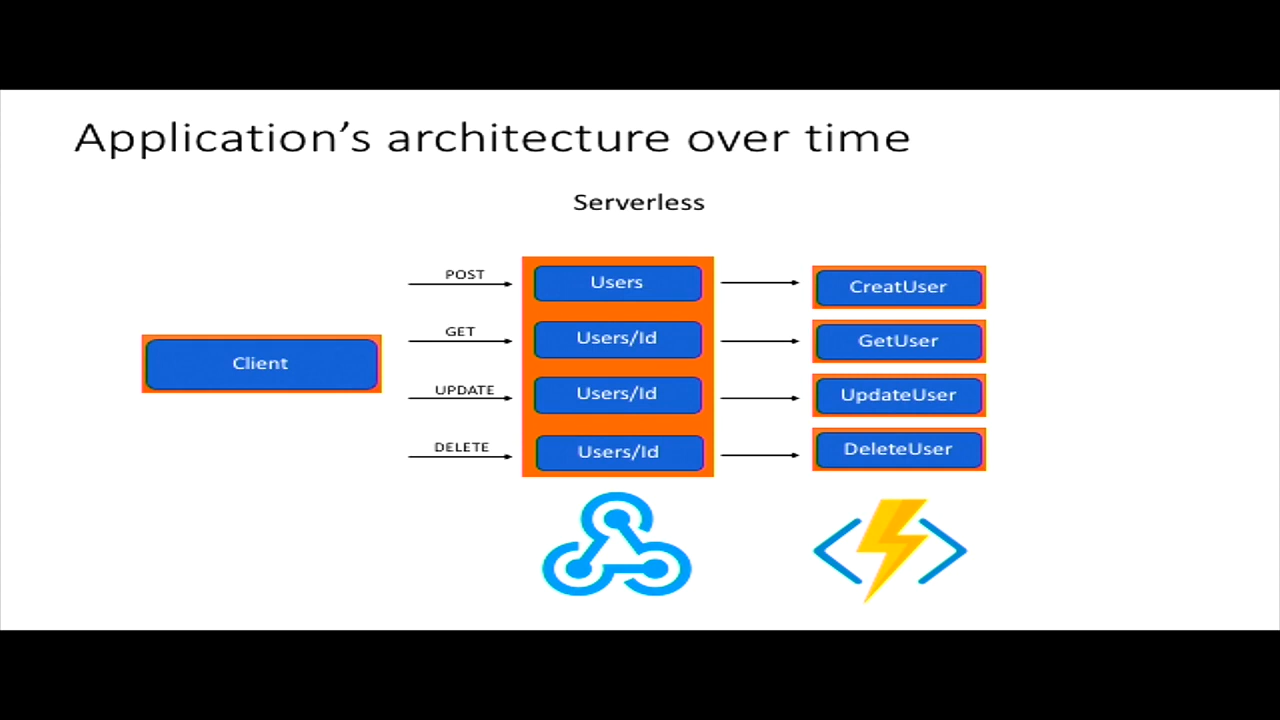 Application’s architecture over time
Serverless
POST
Users
CreatUser
GET
Users/Id
GetUser
Client
UPDATE
Users/Id
UpdateUser
DELETE
Users/Id
DeleteUser